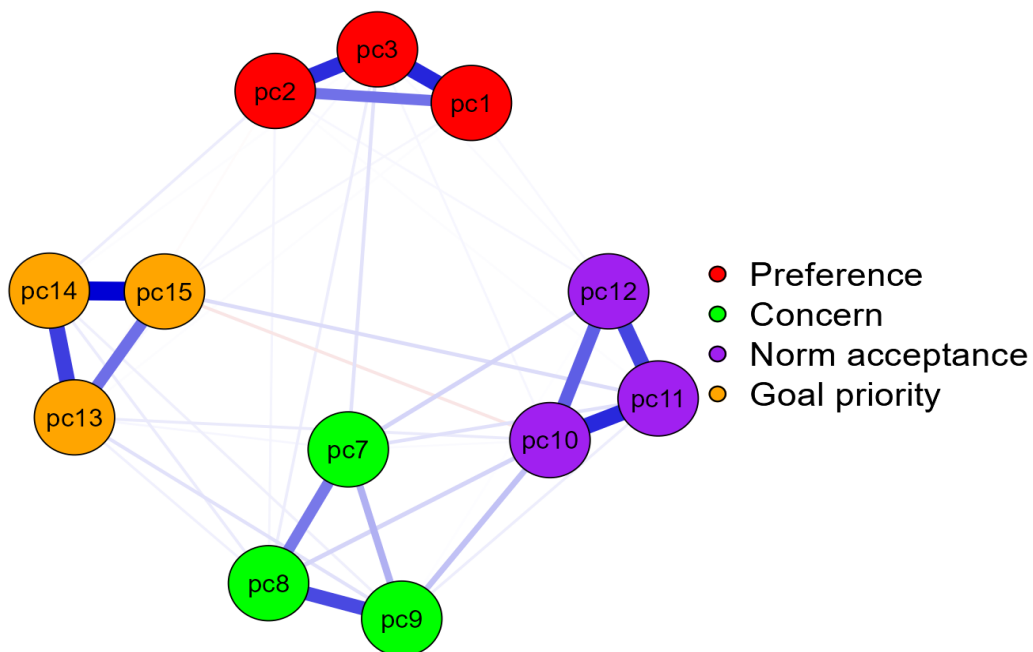 pc3
pc2
pc1
pc14
pc15
pc12
pc13
pc11
pc10
pc7
pc8
pc9
Preference
Concern
Norm acceptance
Goal priority